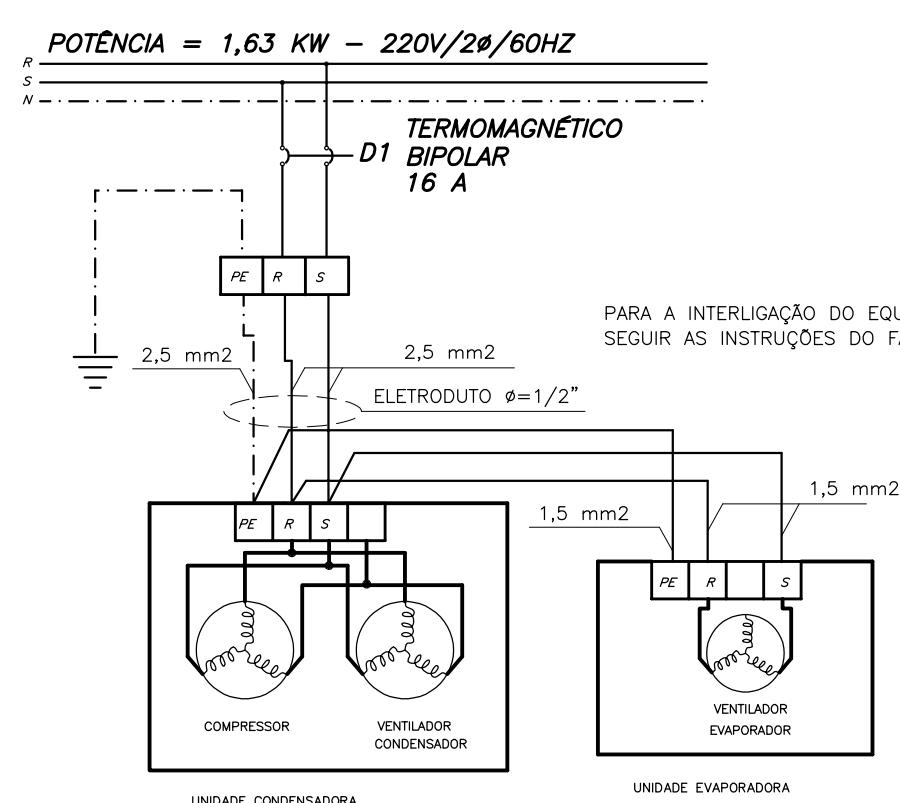 POTÊNCIA = 1,63 KW - 220V/2ø/60HZ
R
S
N
TERMOMAGNÉTICO
D1 BIPOLAR
16 A
PE R S
PARA A INTERLIGAÇÃO DO
SEGUIR AS INSTRUÇÕES DO
2,5 mm2
2,5 mm2
ELETRODUTO ø=1/2"
1,5 mm2
1,5 mm2
PE R S
PE R S
COMPRESSOR
VENTILADOR
CONDENSADOR
VENTILADOR
EVAPORADOR
UNIDADE CONDENSADORA
UNIDADE EVAPORADORA